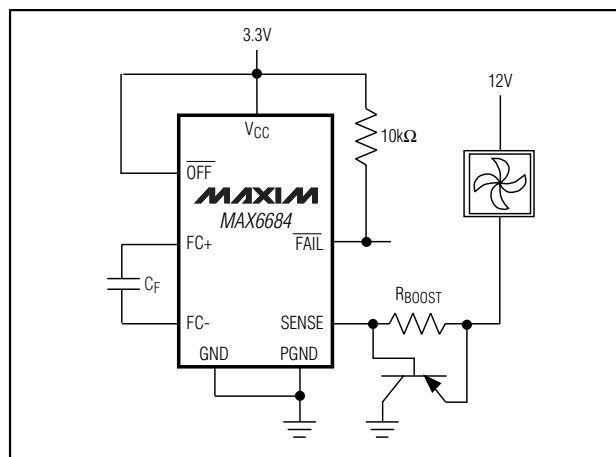 3.3V
12V
VCC
10kΩ
OFF
MAXIM
MAX6684
FC+
FAIL
CF
RBOOST
FC-
SENSE
GND
PGND